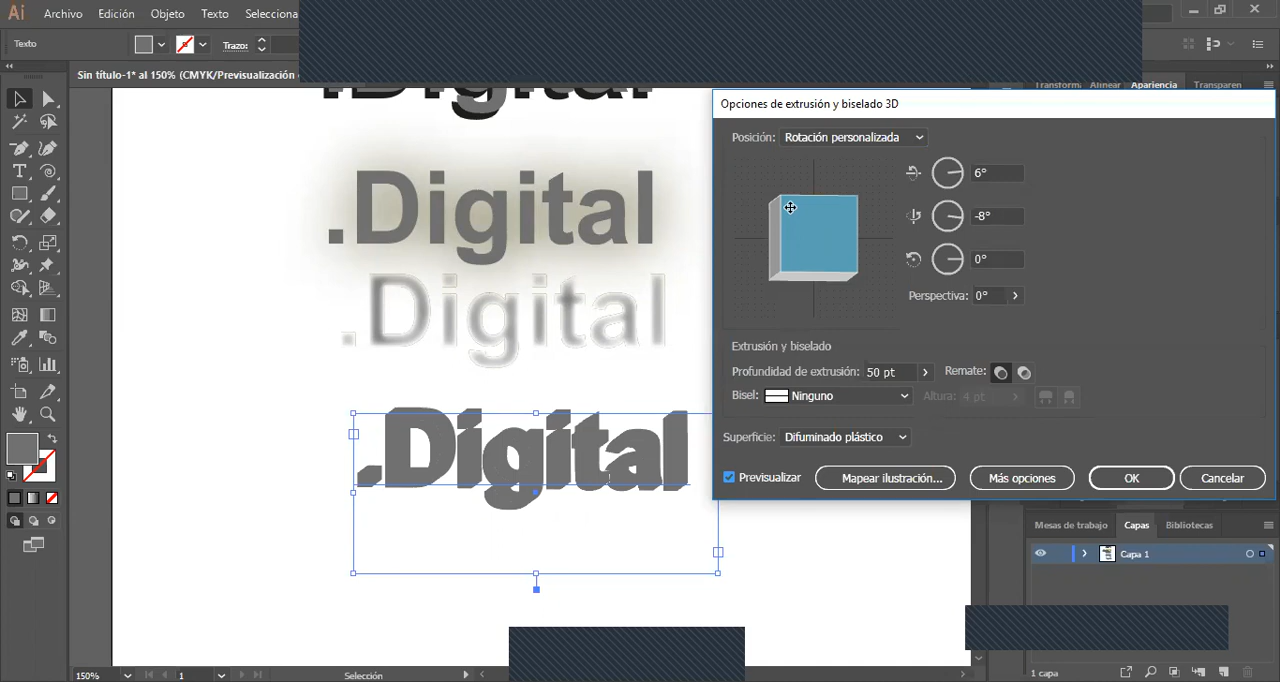 Ai Archivo Edición Objeto Texto Selecciona
Texto Trazo:
Sin título-1* al 150% (CMYK/Previsualización
Transforma Alinear Apariencia Transparen
.Digital
.Digital
.Digital
.Digital
Opciones de extrusión y biselado 3D
Posición: Rotación personalizada
6°
-8°
0°
Perspectiva: 0°
Extrusión y biselado
Profundidad de extrusión: 50 pt Remate:
Bisel: Ninguno Altura: 4 pt
Superficie: Difuminado plástico
Previsualizar Mapear ilustración... Más opciones OK Cancelar
Mesas de trabajo Capas Bibliotecas
Capa 1
1 capa
150% 1 Selección